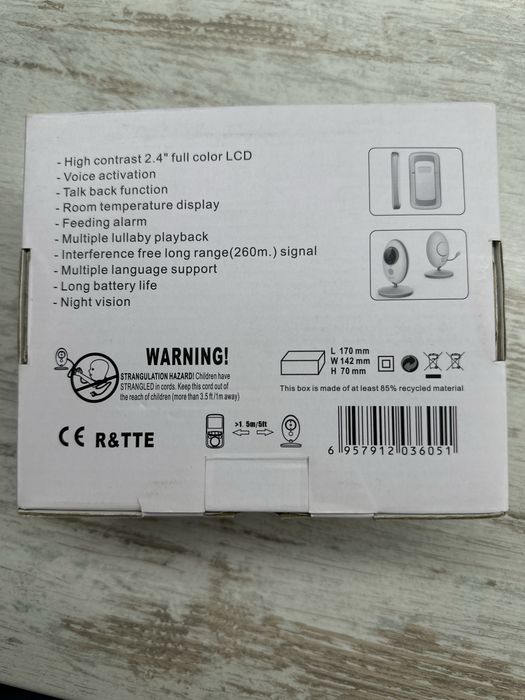 - High contrast 2.4" full color LCD
- Voice activation
- Talk back function
- Room temperature display
- Feeding alarm
- Multiple lullaby playback
- Interference free long range(260m.) signal
- Multiple language support
- Long battery life
- Night vision
WARNING!
STRANGULATION HAZARD! Children have
STRANGLED in cords. Keep this cord out of
the reach of children (more than 3.5 ft/1m away)
L 170 mm
W 142 mm
H 70 mm
This box is made of at least 85% recycled material
CE R&TTE
>1. 5m/5ft
6 957912 036051